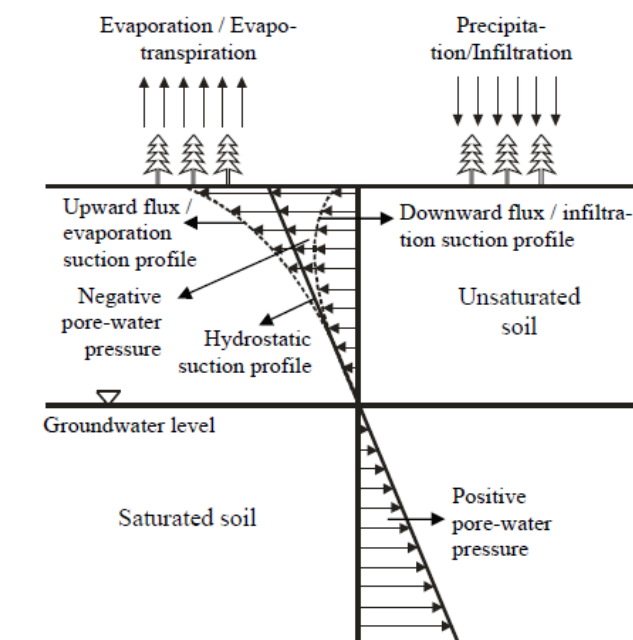 Evaporation / Evapo-
transpiration
Precipita-
tion/Infiltration
Upward flux /
evaporation
suction profile
Downward flux / infiltra-
tion suction profile
Negative
pore-water
pressure
Unsaturated
soil
Hydrostatic
suction profile
Groundwater level
Saturated soil
Positive
pore-water
pressure